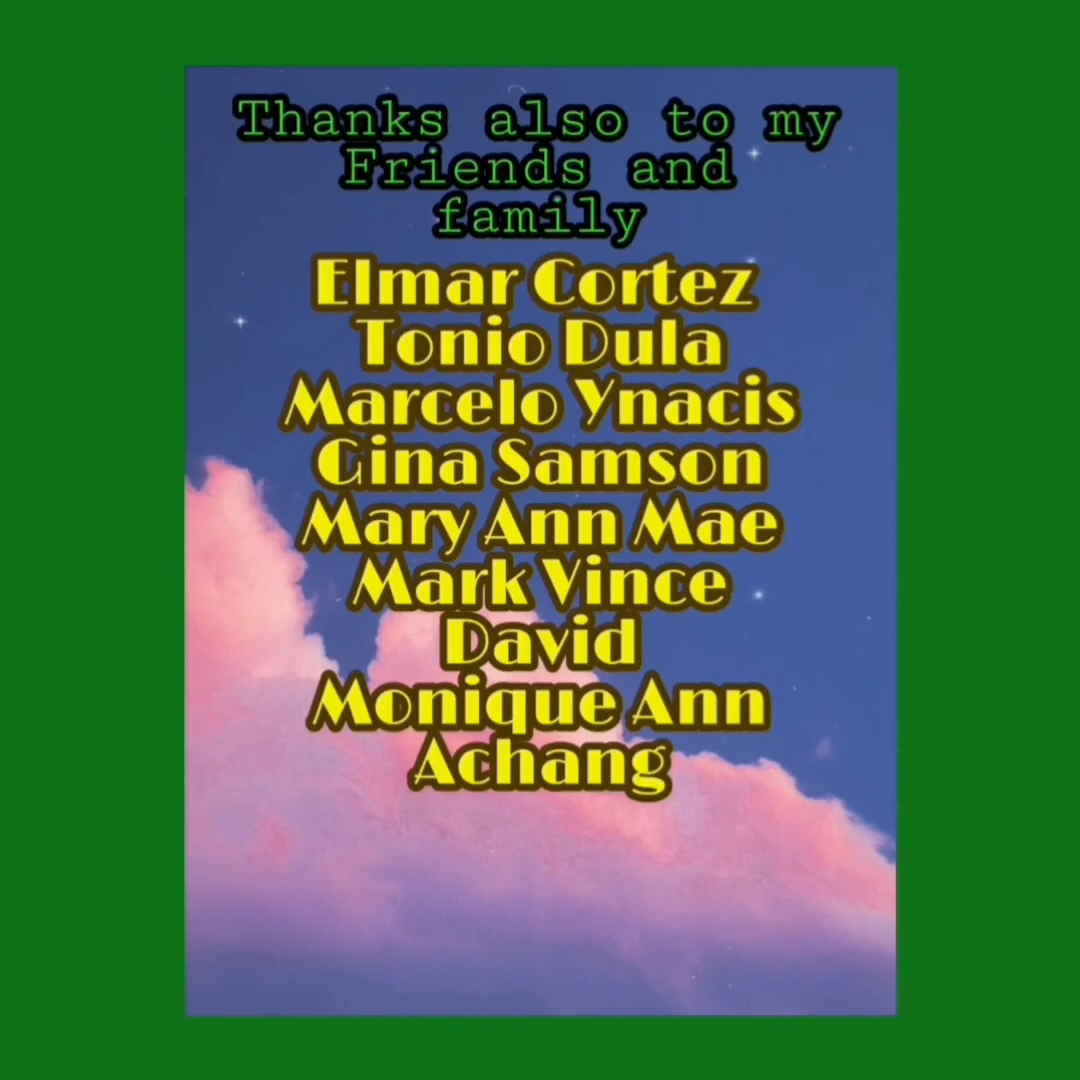 Thanks also to my
Friends and
family
Elmar Cortez
Tonio Dula
Marcelo Ynacis
Gina Samson
Mary Ann Mae
Mark Vince
David
Monique Ann
Achang